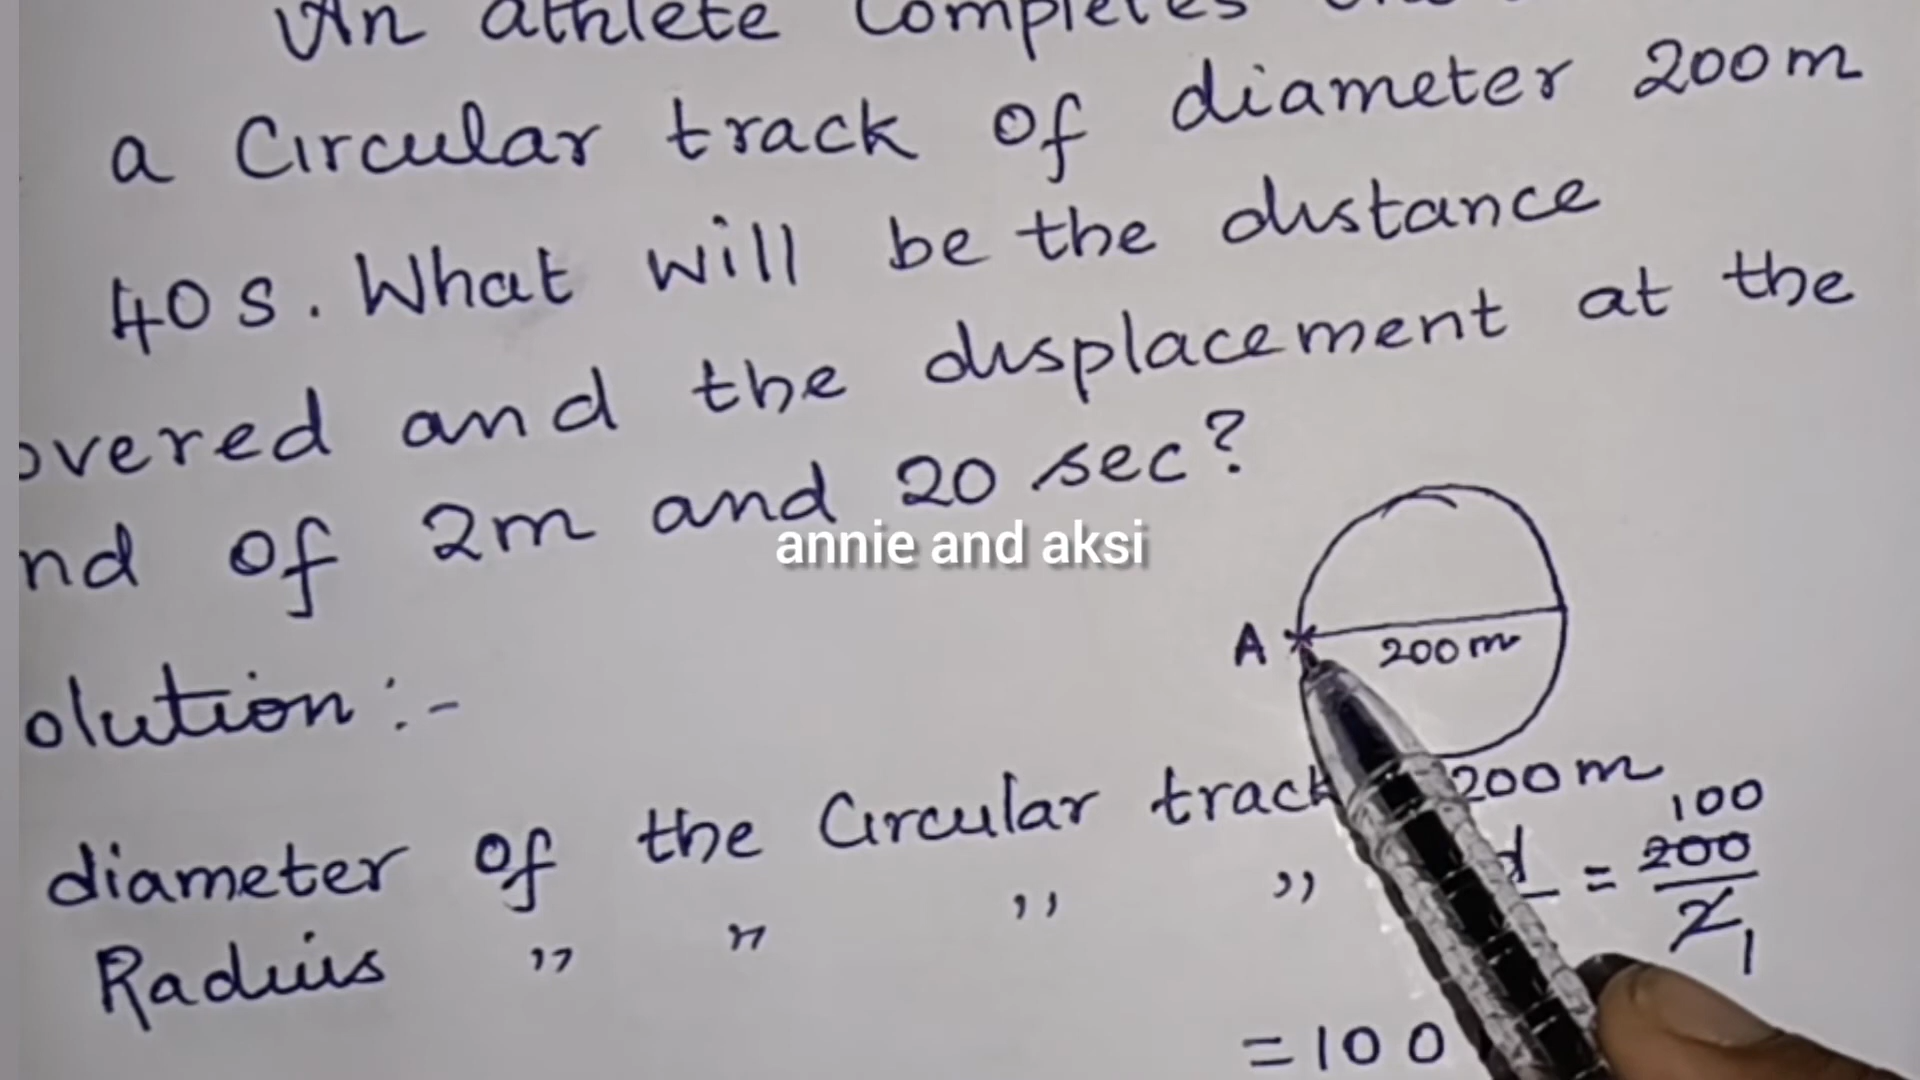 An athlete completes
a Circular track of diameter 200m
40s. What will be the distance
overed and the displacement at the
nd of 2m and 20 sec?
annie and aksi
A
200m
olution :-
diameter of the Circular track 200m
Radius " " " " d = 200/2
100
1
=100